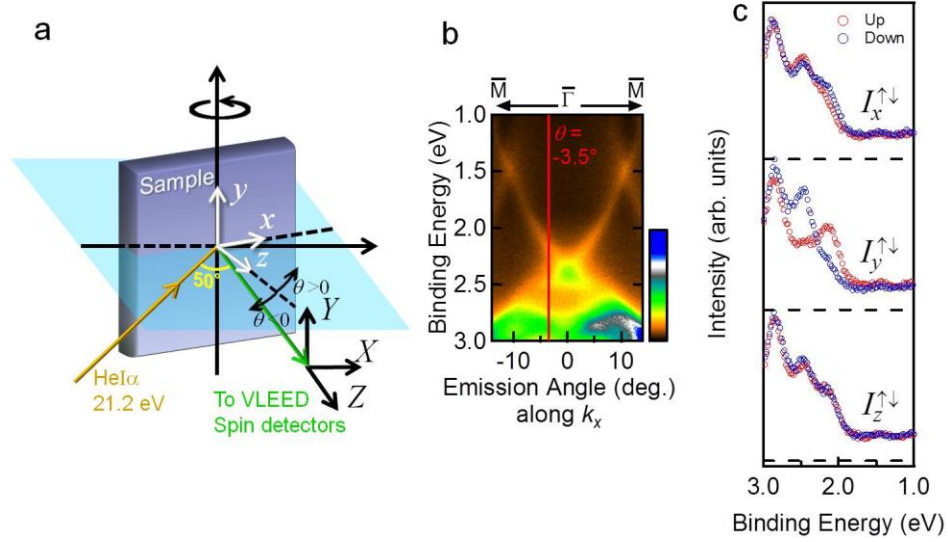 a
Sample
y
x
z
50°
θ>0
θ<0
Y
X
Z
HeIα
21.2 eV
To VLEED
Spin detectors
b
M̅ Γ̅ M̅
θ =
-3.5°
1.0
1.5
2.0
2.5
3.0
Binding Energy (eV)
-10 0 10
Emission Angle (deg.)
along kₓ
c
Up
Down
Iₓ↑↓
I_y↑↓
I_z↑↓
Intensity (arb. units)
3.0 2.0 1.0
Binding Energy (eV)